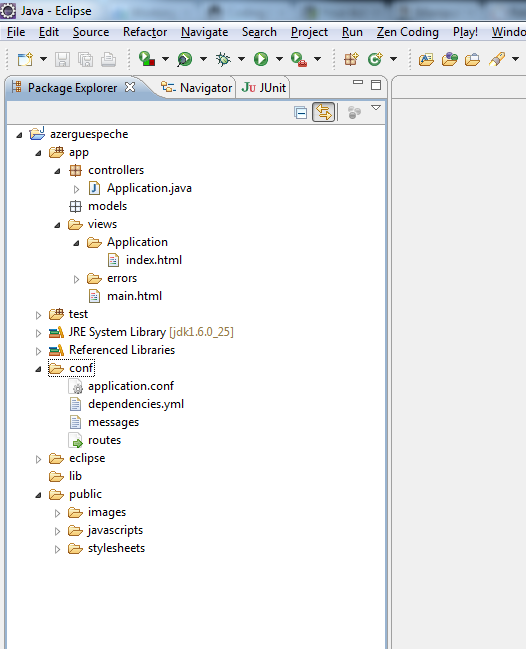 Java - Eclipse
File Edit Source Refactor Navigate Search Project Run Zen Coding Play! Windo
Package Explorer Navigator JU JUnit
azerguespeche
app
controllers
Application.java
models
views
Application
index.html
errors
main.html
test
JRE System Library [jdk1.6.0_25]
Referenced Libraries
conf
application.conf
dependencies.yml
messages
routes
eclipse
lib
public
images
javascripts
stylesheets